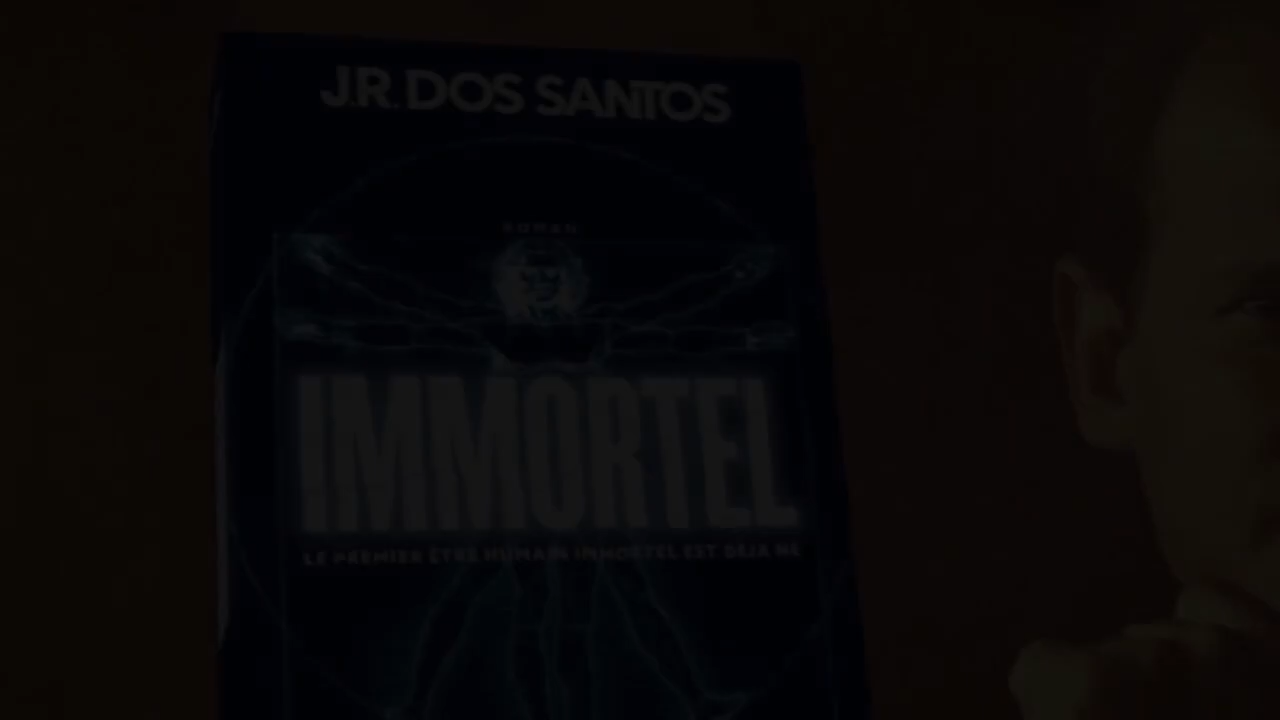 J.R. DOS SANTOS
ROMAN
IMMORTEL
LE PREMIER ÊTRE HUMAIN IMMORTEL EST DÉJÀ NÉ